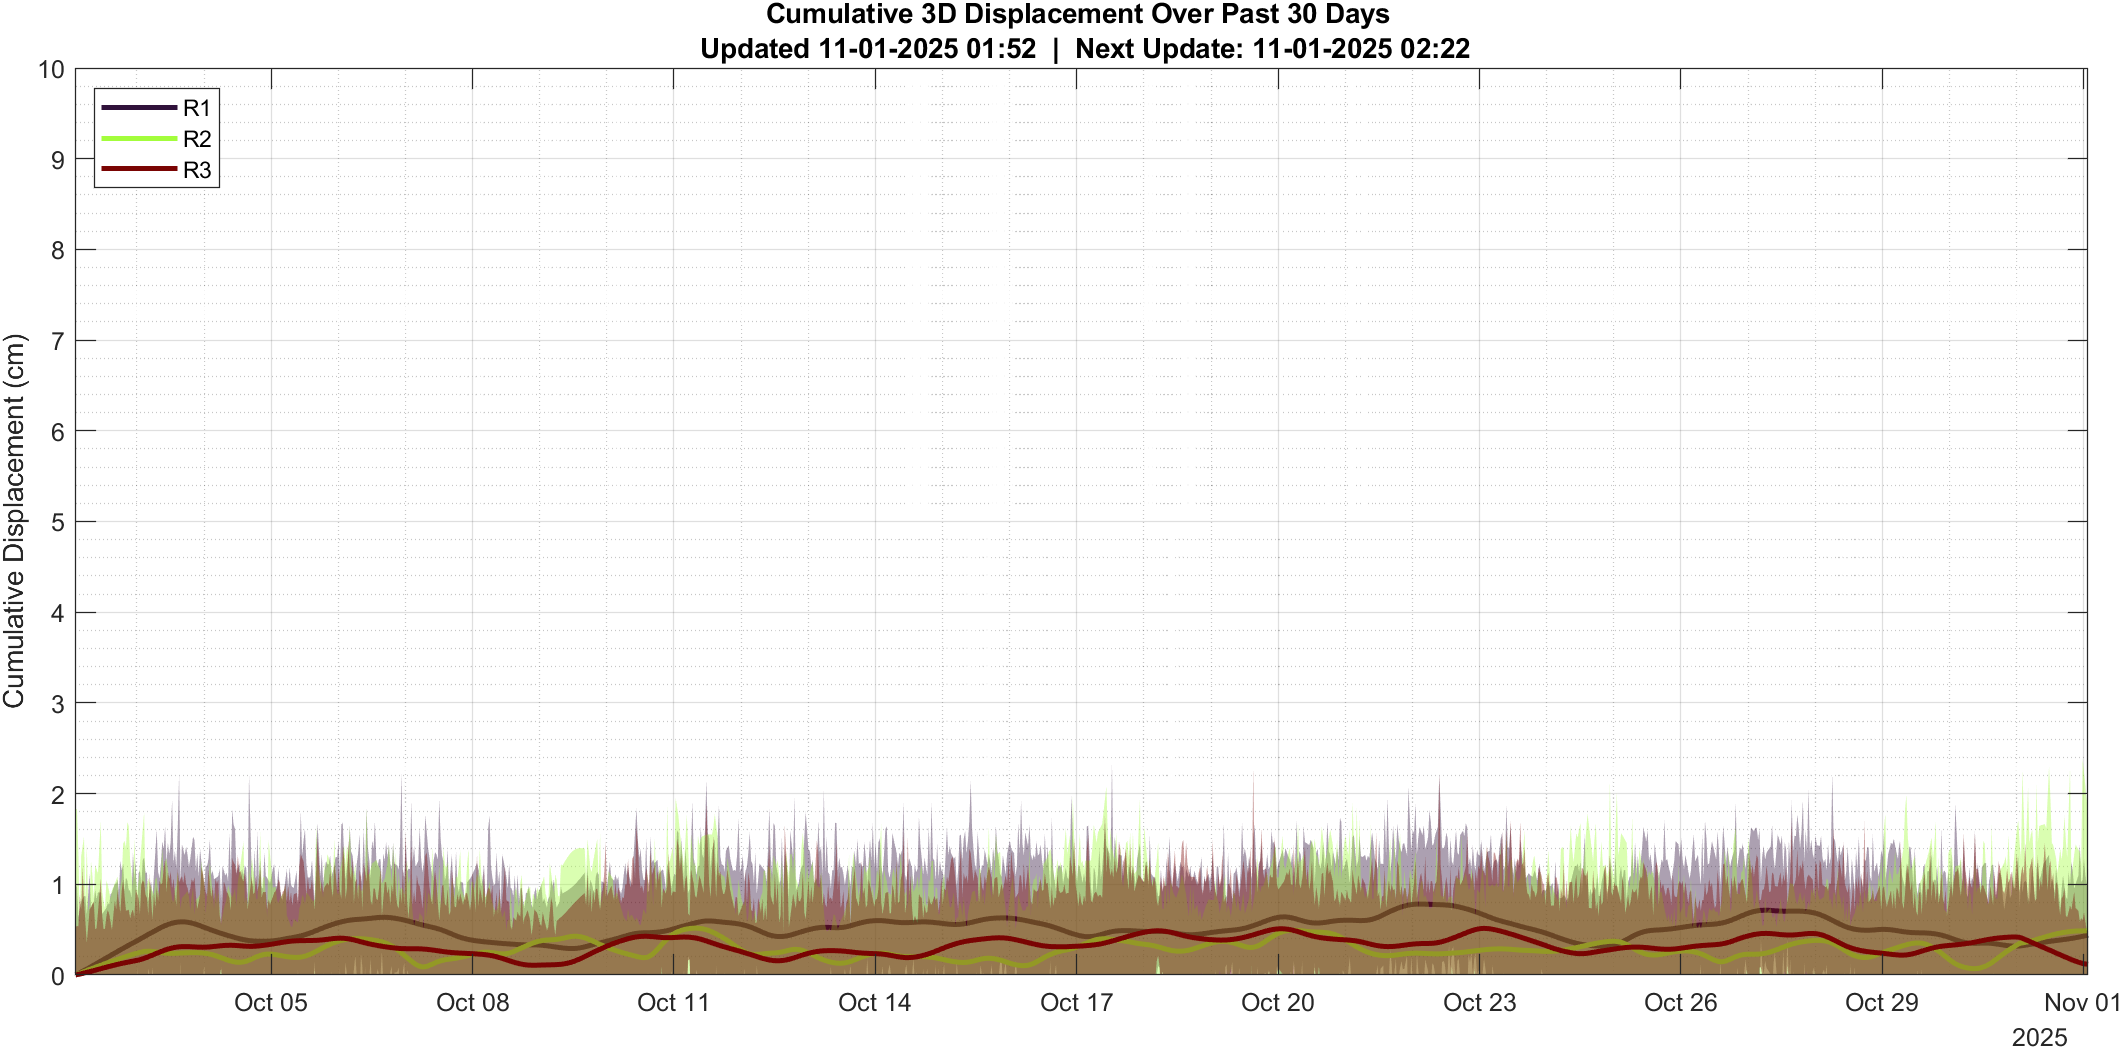 Cumulative 3D Displacement Over Past 30 Days
Updated 11-01-2025 01:52 | Next Update: 11-01-2025 02:22
R1
R2
R3
Cumulative Displacement (cm)
10
9
8
7
6
5
4
3
2
1
0
Oct 05 Oct 08 Oct 11 Oct 14 Oct 17 Oct 20 Oct 23 Oct 26 Oct 29 Nov 01
2025